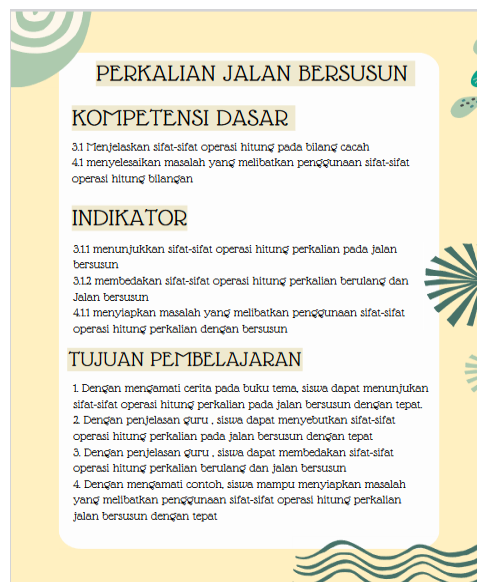 PERKALIAN JALAN BERSUSUN
KOMPETENSI DASAR
3.1 Menjelaskan sifat-sifat operasi hitung pada bilang cacah
4.1 menyelesaikan masalah yang melibatkan penggunaan sifat-sifat
operasi hitung bilangan
INDIKATOR
3.1.1 menunjukkan sifat-sifat operasi hitung perkalian pada jalan
bersusun
3.1.2 membedakan sifat-sifat operasi hitung perkalian berulang dan
Jalan bersusun
4.1.1 menyiapkan masalah yang melibatkan penggunaan sifat-sifat
operasi hitung perkalian dengan bersusun
TUJUAN PEMBELAJARAN
1. Dengan mengamati cerita pada buku tema, siswa dapat menunjukan
sifat-sifat operasi hitung perkalian pada jalan bersusun dengan tepat.
2. Dengan penjelasan guru , siswa dapat menyebutkan sifat-sifat
operasi hitung perkalian pada jalan bersusun dengan tepat
3. Dengan penjelasan guru , siswa dapat membedakan sifat-sifat
operasi hitung perkalian berulang dan jalan bersusun
4. Dengan mengamati contoh, siswa mampu menyiapkan masalah
yang melibatkan penggunaan sifat-sifat operasi hitung perkalian
jalan bersusun dengan tepat